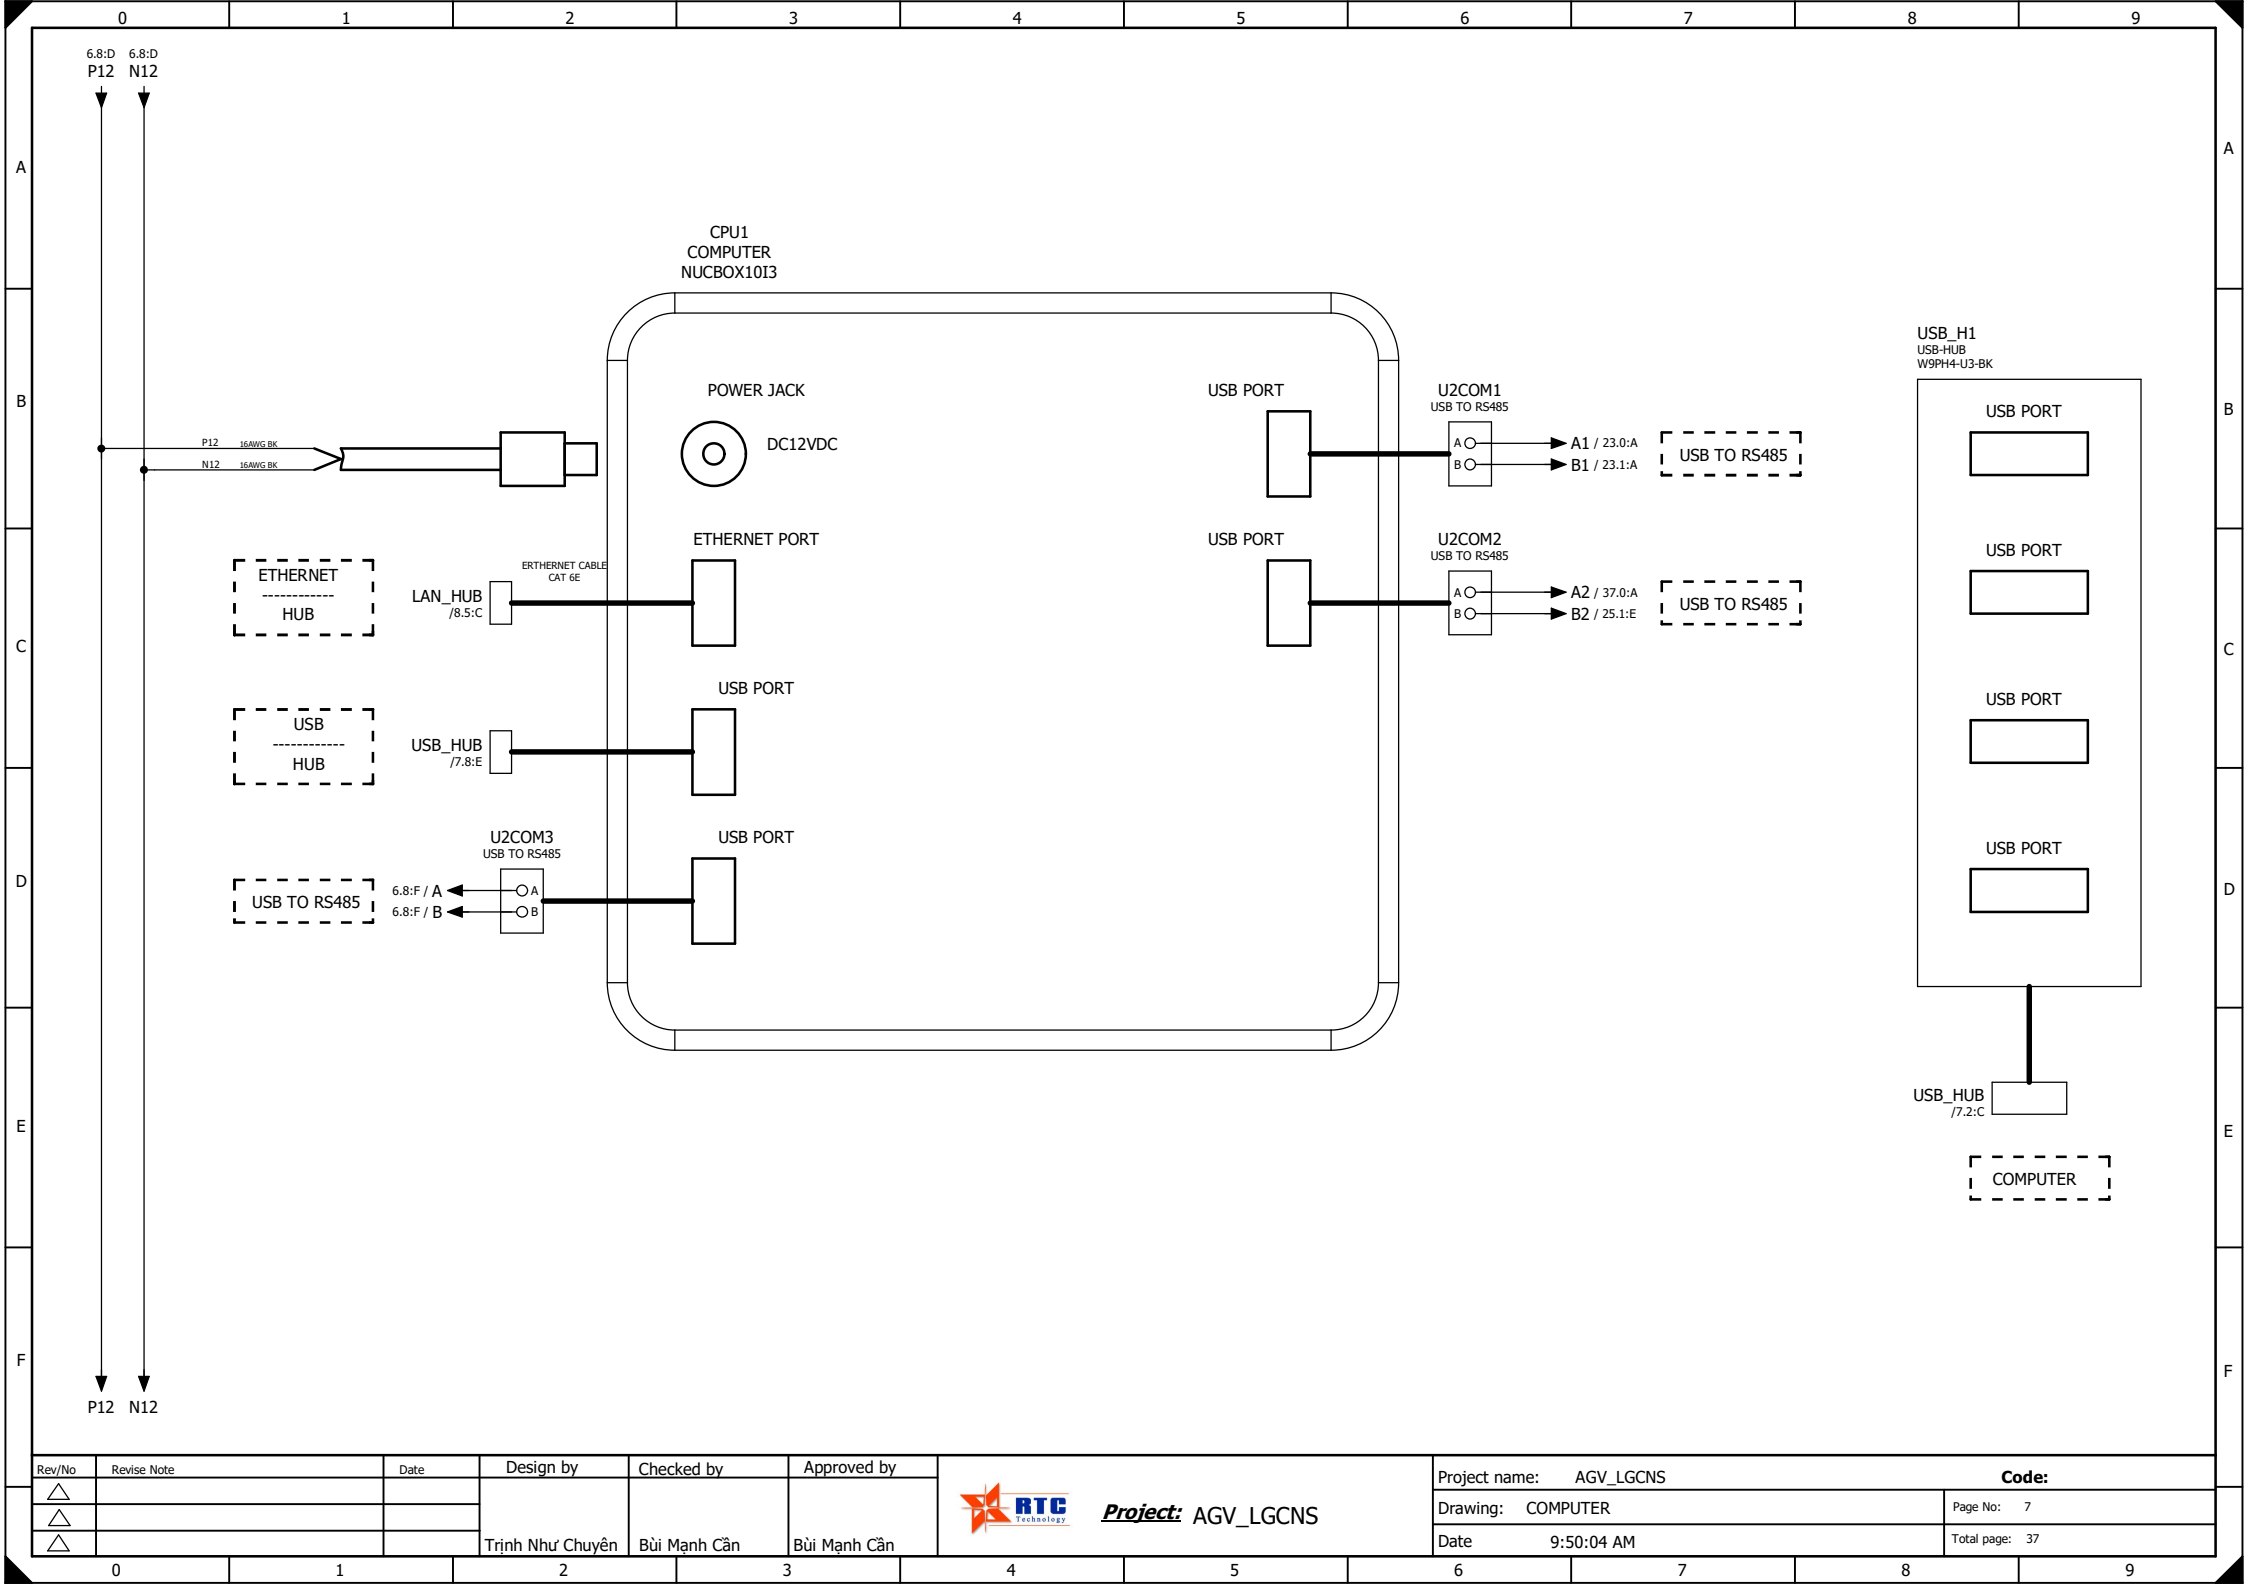 0 1 2 3 4 5 6 7 8 9
6.8:D 6.8:D
P12 N12
A A
CPU1
COMPUTER
NUCBOX10I3
USB_H1
USB-HUB
W9PH4-U3-BK
B B
POWER JACK
DC12VDC
P12 16AWG BK
N12 16AWG BK
USB PORT
U2COM1
USB TO RS485
A A1 / 23.0:A
B B1 / 23.1:A
USB TO RS485
USB PORT
ETHERNET
------------
HUB
LAN_HUB
/8.5:C
ERTHERNET CABLE
CAT 6E
ETHERNET PORT
USB PORT
U2COM2
USB TO RS485
A A2 / 37.0:A
B B2 / 25.1:E
USB TO RS485
USB PORT
C C
USB
------------
HUB
USB_HUB
/7.8:E
USB PORT
USB PORT
U2COM3
USB TO RS485
USB PORT
USB PORT
D D
USB TO RS485
6.8:F / A A
6.8:F / B B
USB_HUB
/7.2:C
E E
COMPUTER
F F
P12 N12
Rev/No Revise Note Date Design by Checked by Approved by
Trịnh Như Chuyên Bùi Mạnh Cần Bùi Mạnh Cần
RTC
Technology
Project: AGV_LGCNS
Project name: AGV_LGCNS Code:
Drawing: COMPUTER Page No: 7
Date 9:50:04 AM Total page: 37
0 1 2 3 4 5 6 7 8 9